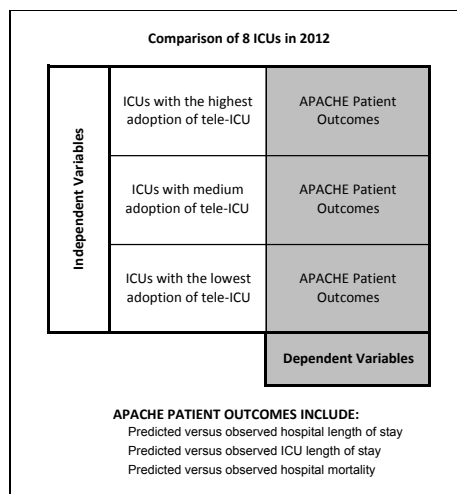 Comparison of 8 ICUs in 2012
Independent Variables
ICUs with the highest
adoption of tele-ICU
APACHE Patient
Outcomes
ICUs with medium
adoption of tele-ICU
APACHE Patient
Outcomes
ICUs with the lowest
adoption of tele-ICU
APACHE Patient
Outcomes
Dependent Variables
APACHE PATIENT OUTCOMES INCLUDE:
Predicted versus observed hospital length of stay
Predicted versus observed ICU length of stay
Predicted versus observed hospital mortality